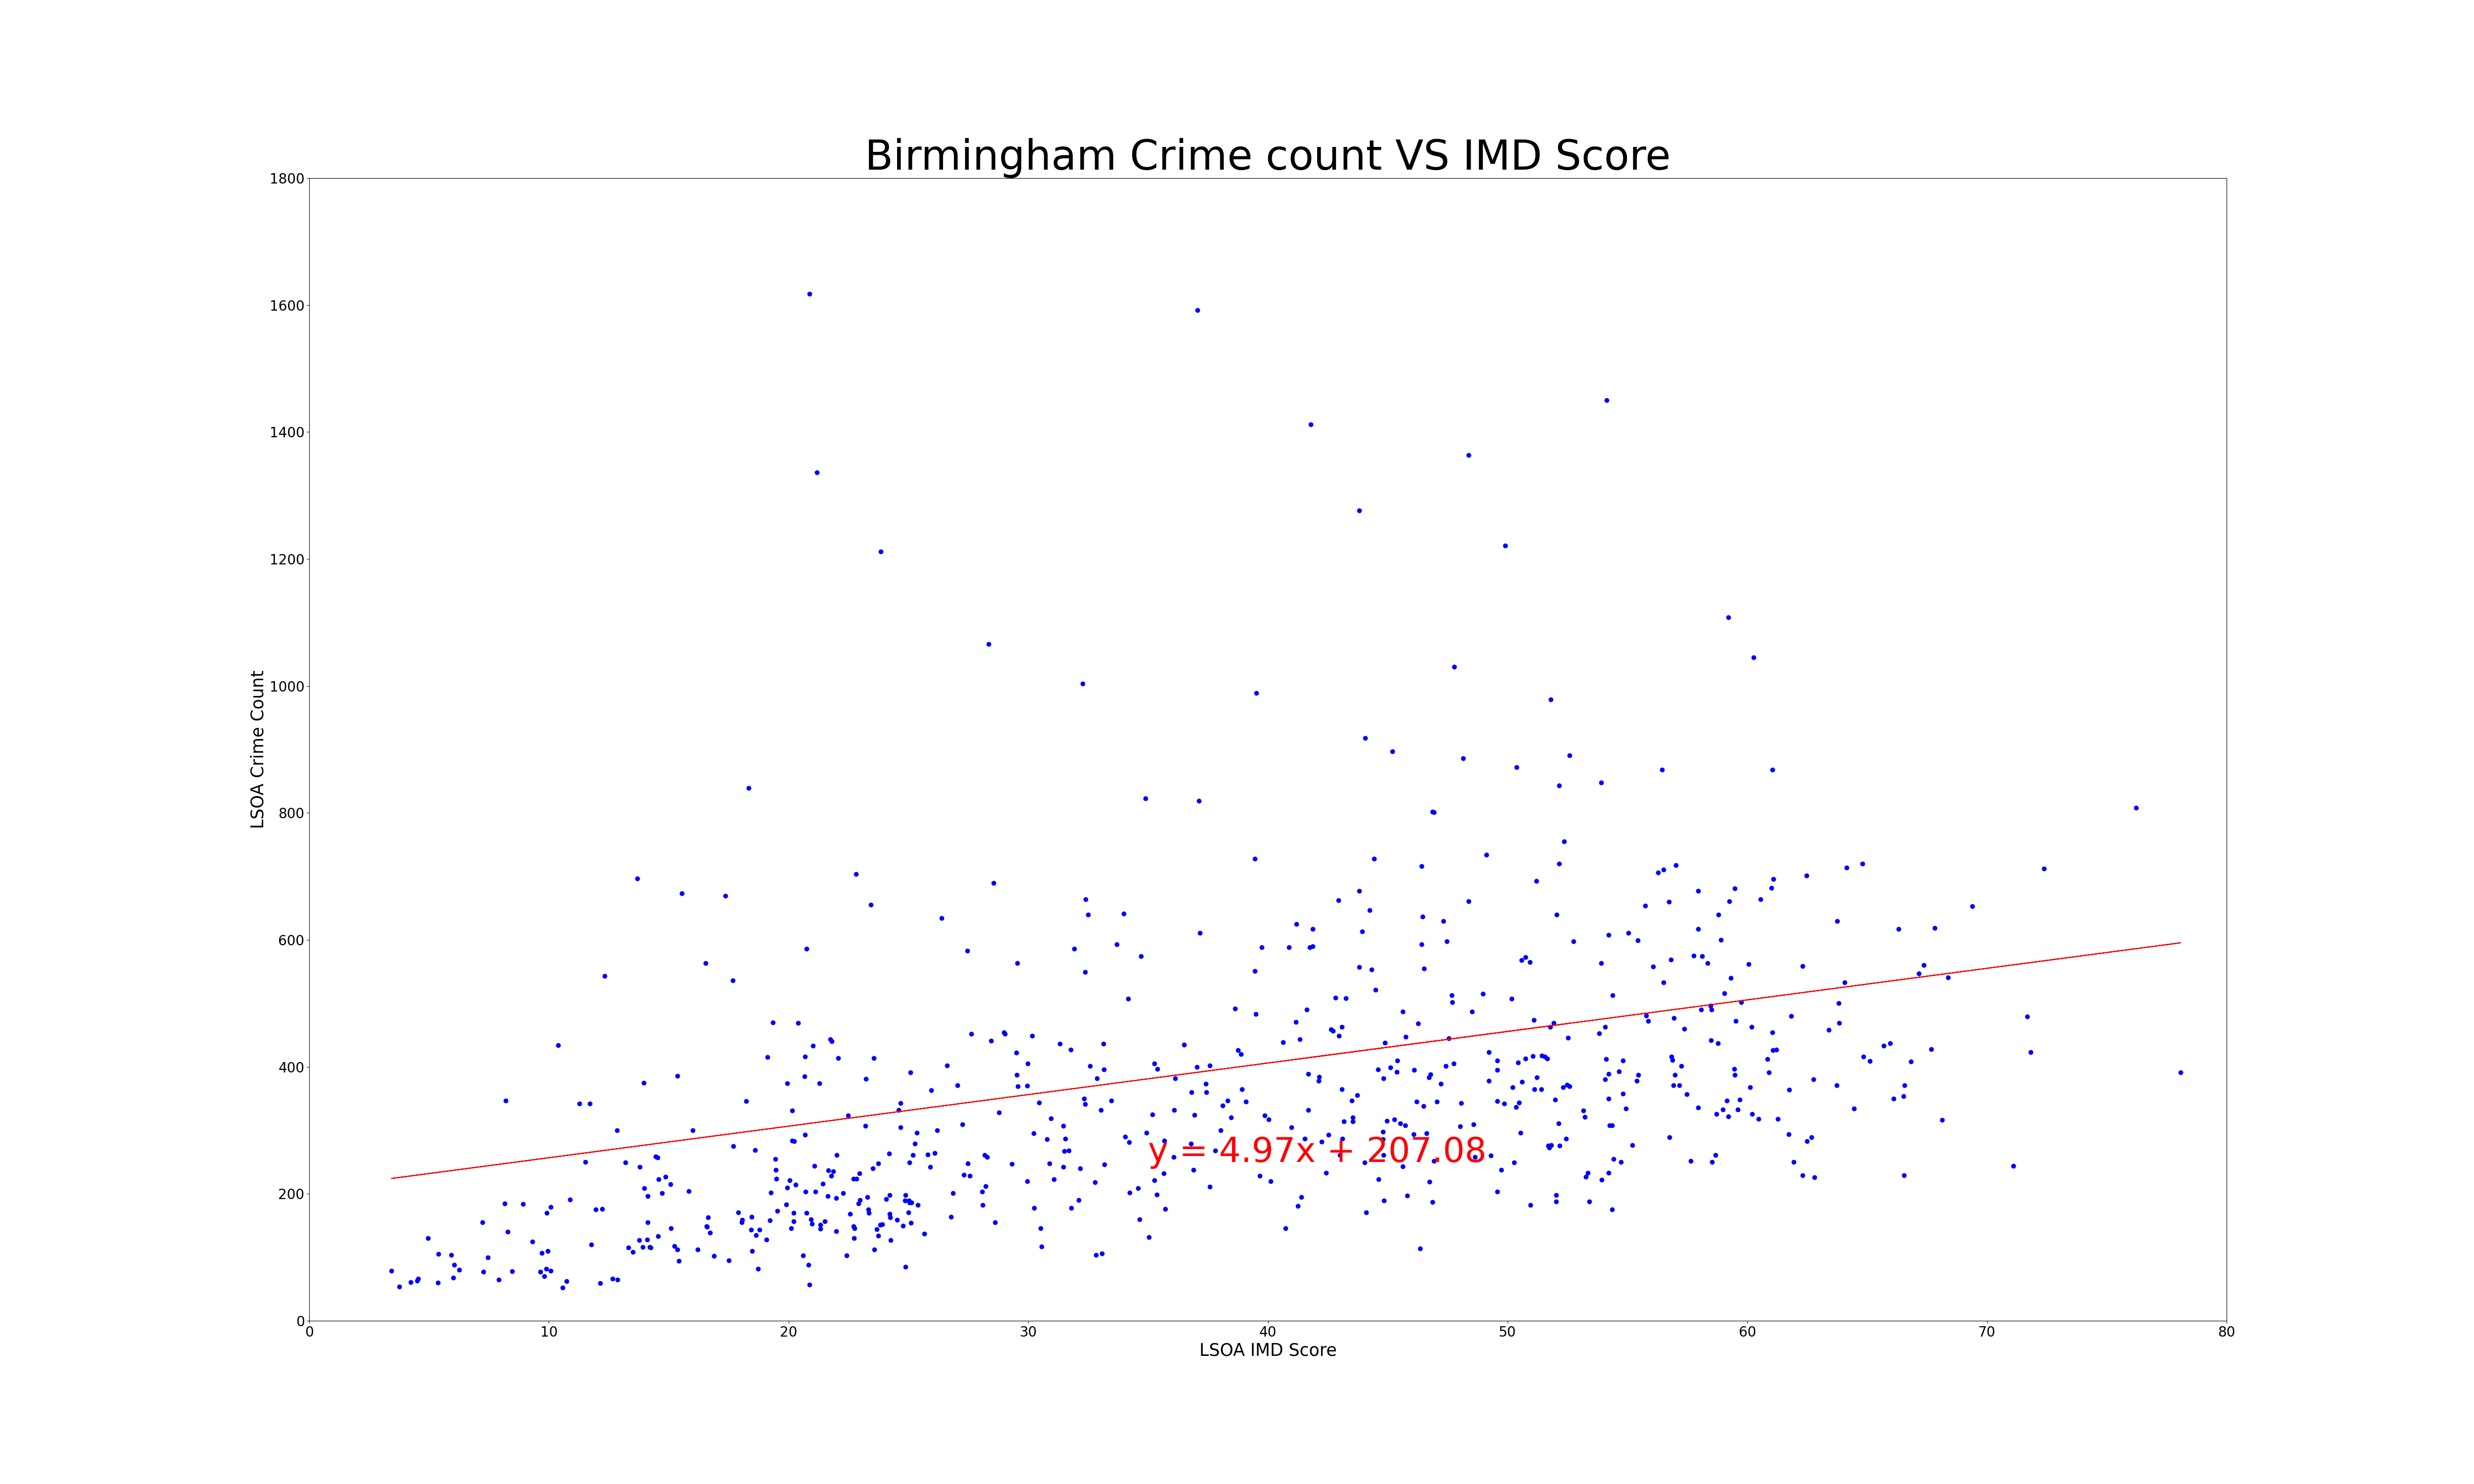 Birmingham Crime count VS IMD Score
1800
1600
1400
1200
1000
800
600
400
200
0
LSOA Crime Count
y = 4.97x + 207.08
0 10 20 30 40 50 60 70 80
LSOA IMD Score